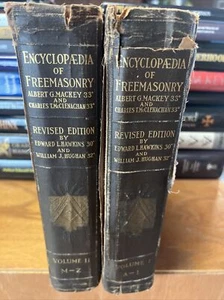 ENCYCLOPÆDIA
OF
FREEMASONRY
ALBERT G. MACKEY 33°
AND
CHARLES T. McCLENACHAN 33°
REVISED EDITION
BY
EDWARD L. HAWKINS 30°
AND
WILLIAM J. HUGHAN 32°
VOLUME II
M-Z
ENCYCLOPÆDIA
OF
FREEMASONRY
ALBERT G. MACKEY 33°
AND
CHARLES T. McCLENACHAN 33°
REVISED EDITION
BY
EDWARD L. HAWKINS 30°
AND
WILLIAM J. HUGHAN 32°
VOLUME